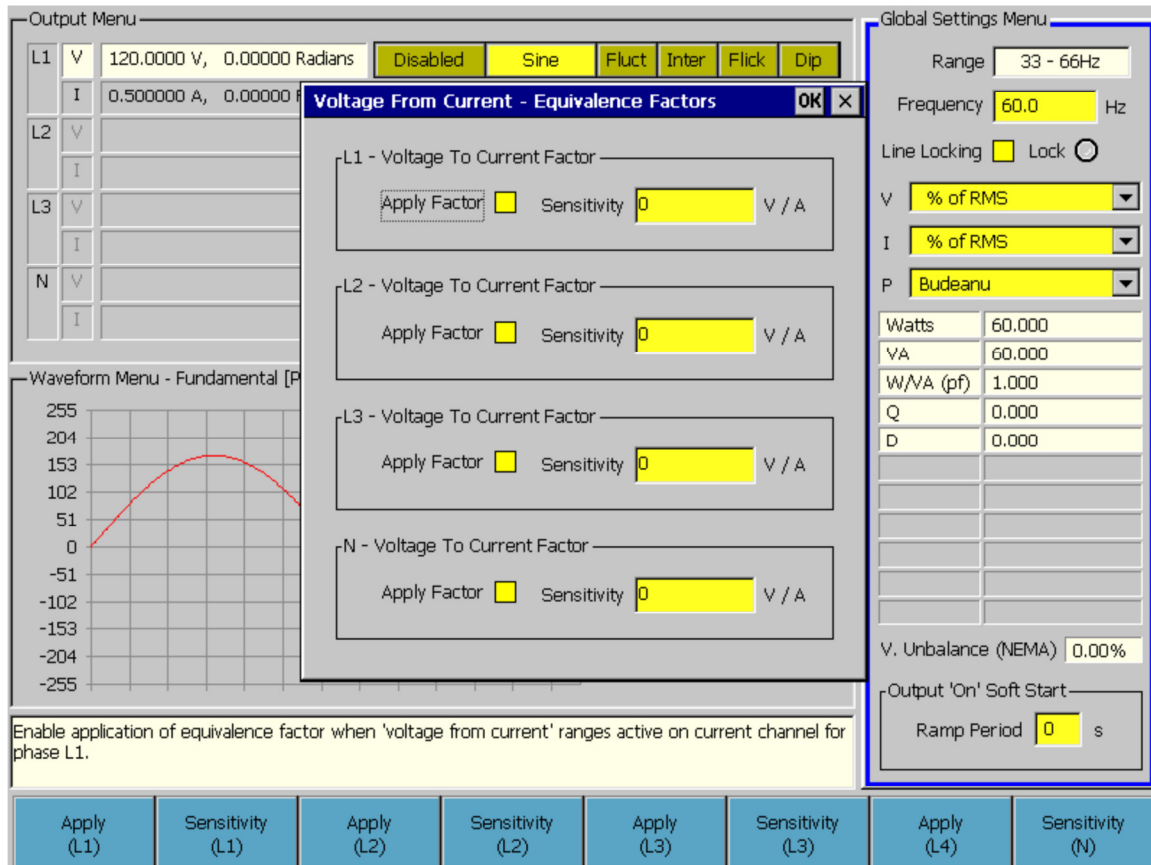 Output Menu
L1 V 120.0000 V, 0.00000 Radians Disabled Sine Fluct Inter Flick Dip
I 0.500000 A, 0.00000
L2 V
I
L3 V
I
N V
I
Voltage From Current - Equivalence Factors OK ×
L1 - Voltage To Current Factor
Apply Factor Sensitivity 0 V / A
L2 - Voltage To Current Factor
Apply Factor Sensitivity 0 V / A
L3 - Voltage To Current Factor
Apply Factor Sensitivity 0 V / A
N - Voltage To Current Factor
Apply Factor Sensitivity 0 V / A
Waveform Menu - Fundamental [P
255
204
153
102
51
0
-51
-102
-153
-204
-255
Enable application of equivalence factor when 'voltage from current' ranges active on current channel for
phase L1.
Global Settings Menu
Range 33 - 66Hz
Frequency 60.0 Hz
Line Locking Lock
V % of RMS
I % of RMS
P Budeanu
Watts 60.000
VA 60.000
W/VA (pf) 1.000
Q 0.000
D 0.000
V. Unbalance (NEMA) 0.00%
Output 'On' Soft Start
Ramp Period 0 s
Apply (L1)
Sensitivity (L1)
Apply (L2)
Sensitivity (L2)
Apply (L3)
Sensitivity (L3)
Apply (L4)
Sensitivity (N)